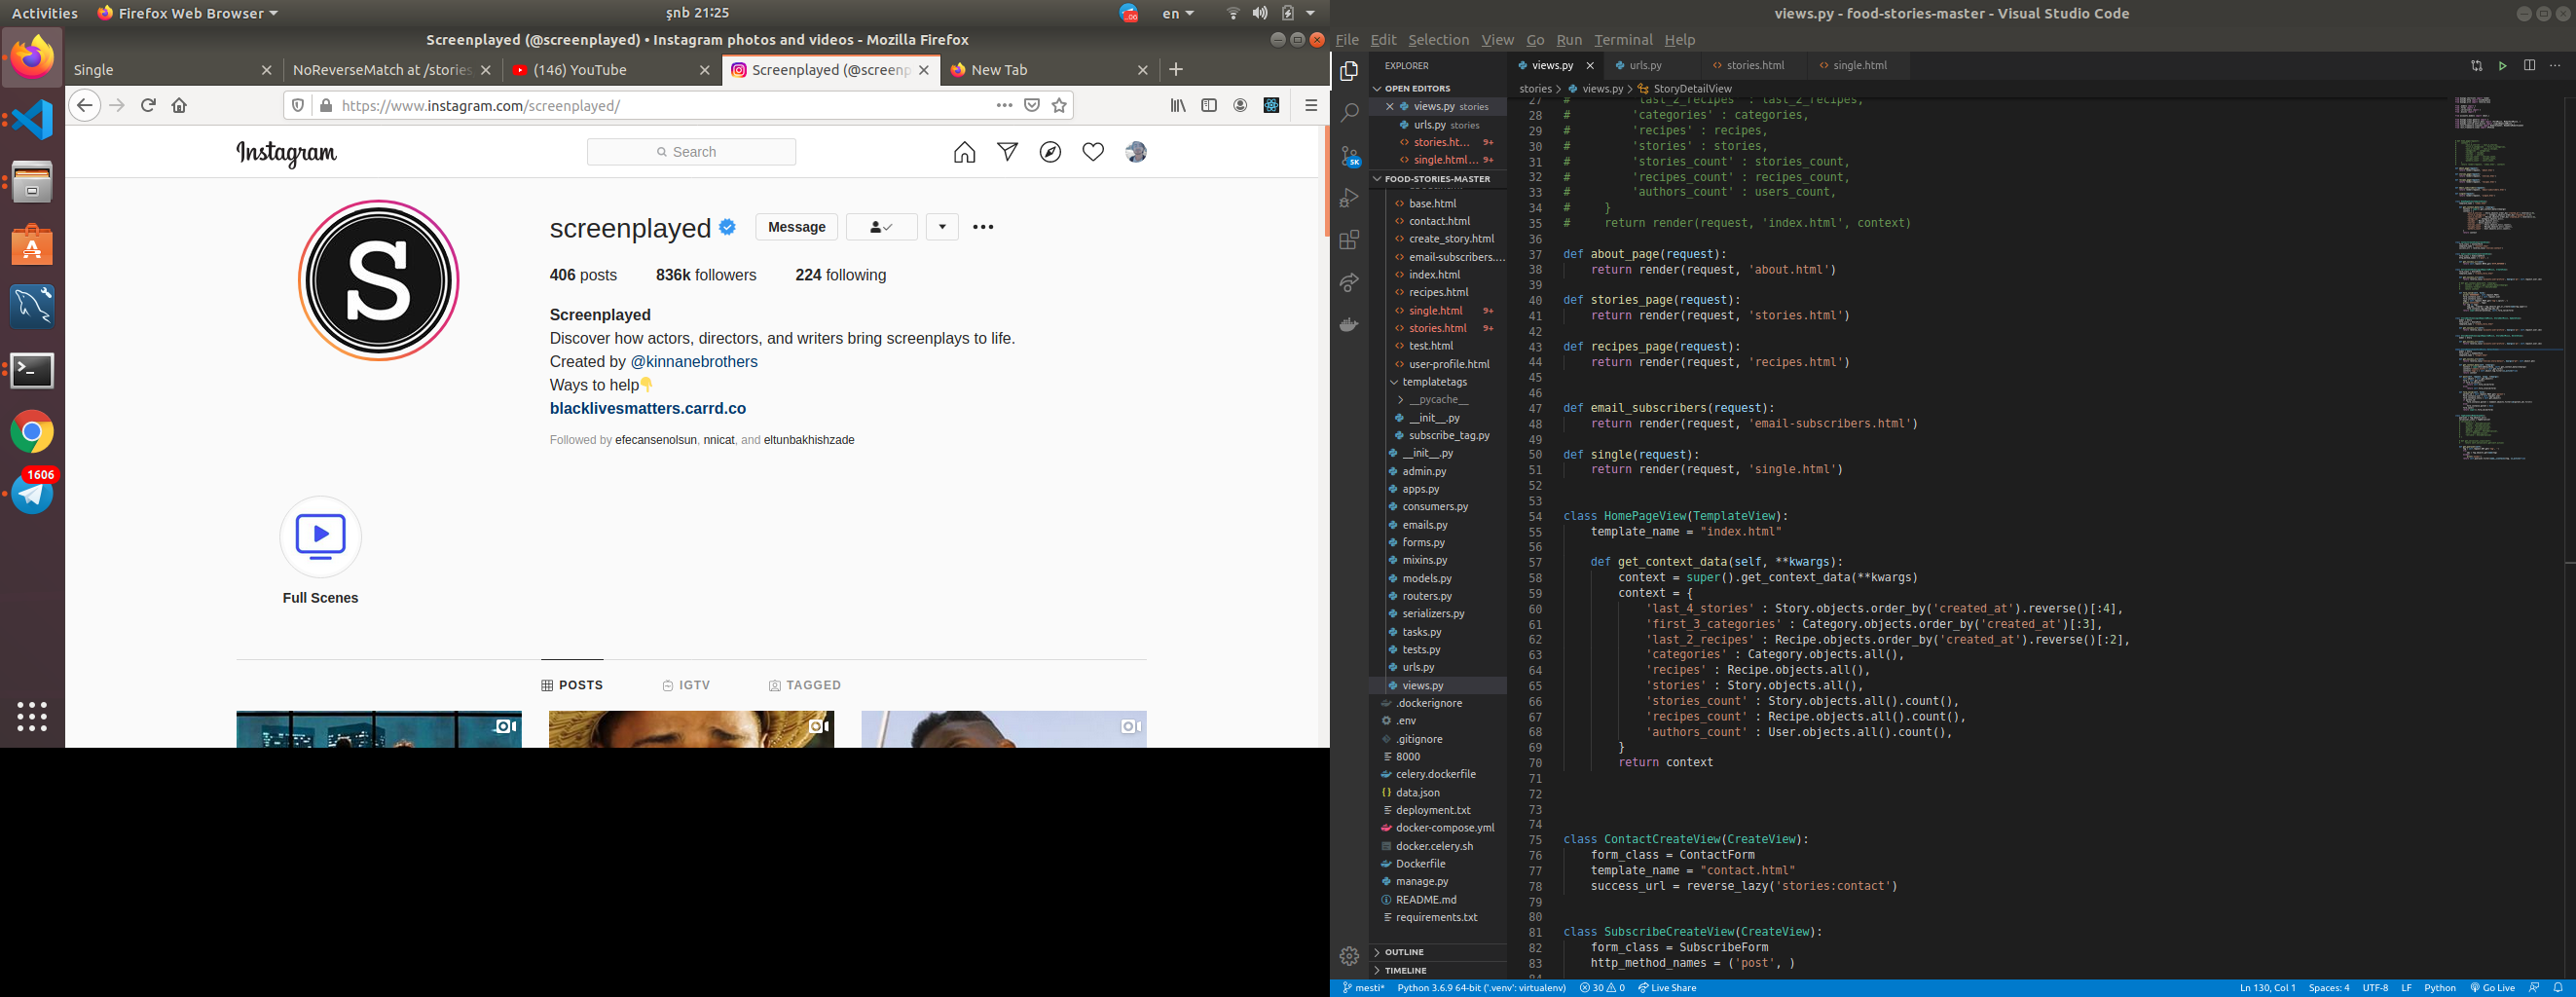 Activities
Firefox Web Browser
şnb 21:25
en
Screenplayed (@screenplayed) • Instagram photos and videos - Mozilla Firefox
Single
NoReverseMatch at /stories
(146) YouTube
Screenplayed (@screenp
New Tab
https://www.instagram.com/screenplayed/
Instagram
Search
screenplayed
Message
406 posts
836k followers
224 following
Screenplayed
Discover how actors, directors, and writers bring screenplays to life.
Created by @kinnanebrothers
Ways to help👇
blacklivesmatters.carrd.co
Followed by efecansenolsun, nnicat, and eltunbakhishzade
S
Full Scenes
POSTS
IGTV
TAGGED
1606
views.py - food-stories-master - Visual Studio Code
File Edit Selection View Go Run Terminal Help
EXPLORER
OPEN EDITORS
views.py stories
urls.py stories
stories.ht... 9+
single.html... 9+
FOOD-STORIES-MASTER
base.html
contact.html
create_story.html
email-subscribers....
index.html
recipes.html
single.html 9+
stories.html 9+
test.html
user-profile.html
templatetags
__pycache__
__init__.py
subscribe_tag.py
__init__.py
admin.py
apps.py
consumers.py
emails.py
forms.py
mixins.py
models.py
routers.py
serializers.py
tasks.py
tests.py
urls.py
views.py
.dockerignore
.env
.gitignore
8000
celery.dockerfile
data.json
deployment.txt
docker-compose.yml
docker.celery.sh
Dockerfile
manage.py
README.md
requirements.txt
OUTLINE
TIMELINE
views.py
urls.py
stories.html
single.html
stories > views.py > StoryDetailView
27 # 'last_2_recipes' : last_2_recipes,
28 # 'categories' : categories,
29 # 'recipes' : recipes,
30 # 'stories' : stories,
31 # 'stories_count' : stories_count,
32 # 'recipes_count' : recipes_count,
33 # 'authors_count' : users_count,
34 # }
35 # return render(request, 'index.html', context)
36
37 def about_page(request):
38 return render(request, 'about.html')
39
40 def stories_page(request):
41 return render(request, 'stories.html')
42
43 def recipes_page(request):
44 return render(request, 'recipes.html')
45
46
47 def email_subscribers(request):
48 return render(request, 'email-subscribers.html')
49
50 def single(request):
51 return render(request, 'single.html')
52
53
54 class HomePageView(TemplateView):
55 template_name = "index.html"
56
57 def get_context_data(self, **kwargs):
58 context = super().get_context_data(**kwargs)
59 context = {
60 'last_4_stories' : Story.objects.order_by('created_at').reverse()[:4],
61 'first_3_categories' : Category.objects.order_by('created_at')[:3],
62 'last_2_recipes' : Recipe.objects.order_by('created_at').reverse()[:2],
63 'categories' : Category.objects.all(),
64 'recipes' : Recipe.objects.all(),
65 'stories' : Story.objects.all(),
66 'stories_count' : Story.objects.all().count(),
67 'recipes_count' : Recipe.objects.all().count(),
68 'authors_count' : User.objects.all().count(),
69 }
70 return context
71
72
73
74
75 class ContactCreateView(CreateView):
76 form_class = ContactForm
77 template_name = "contact.html"
78 success_url = reverse_lazy('stories:contact')
79
80
81 class SubscribeCreateView(CreateView):
82 form_class = SubscribeForm
83 http_method_names = ('post', )
5K
mesti*
Python 3.6.9 64-bit ('.venv': virtualenv)
30 0
Live Share
Ln 130, Col 1
Spaces: 4
UTF-8
LF
Python
Go Live